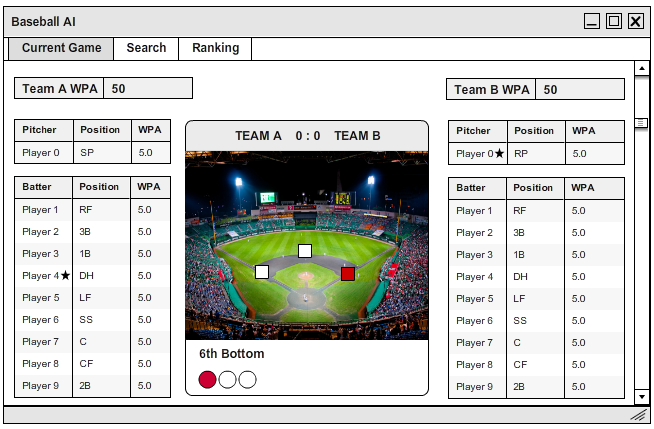 Baseball AI
Current Game
Search
Ranking
Team A WPA 50
Pitcher Position WPA
Player 0 SP 5.0
Batter Position WPA
Player 1 RF 5.0
Player 2 3B 5.0
Player 3 1B 5.0
Player 4★ DH 5.0
Player 5 LF 5.0
Player 6 SS 5.0
Player 7 C 5.0
Player 8 CF 5.0
Player 9 2B 5.0
TEAM A 0 : 0 TEAM B
6th Bottom
Team B WPA 50
Pitcher Position WPA
Player 0★ RP 5.0
Batter Position WPA
Player 1 RF 5.0
Player 2 3B 5.0
Player 3 1B 5.0
Player 4 DH 5.0
Player 5 LF 5.0
Player 6 SS 5.0
Player 7 C 5.0
Player 8 CF 5.0
Player 9 2B 5.0